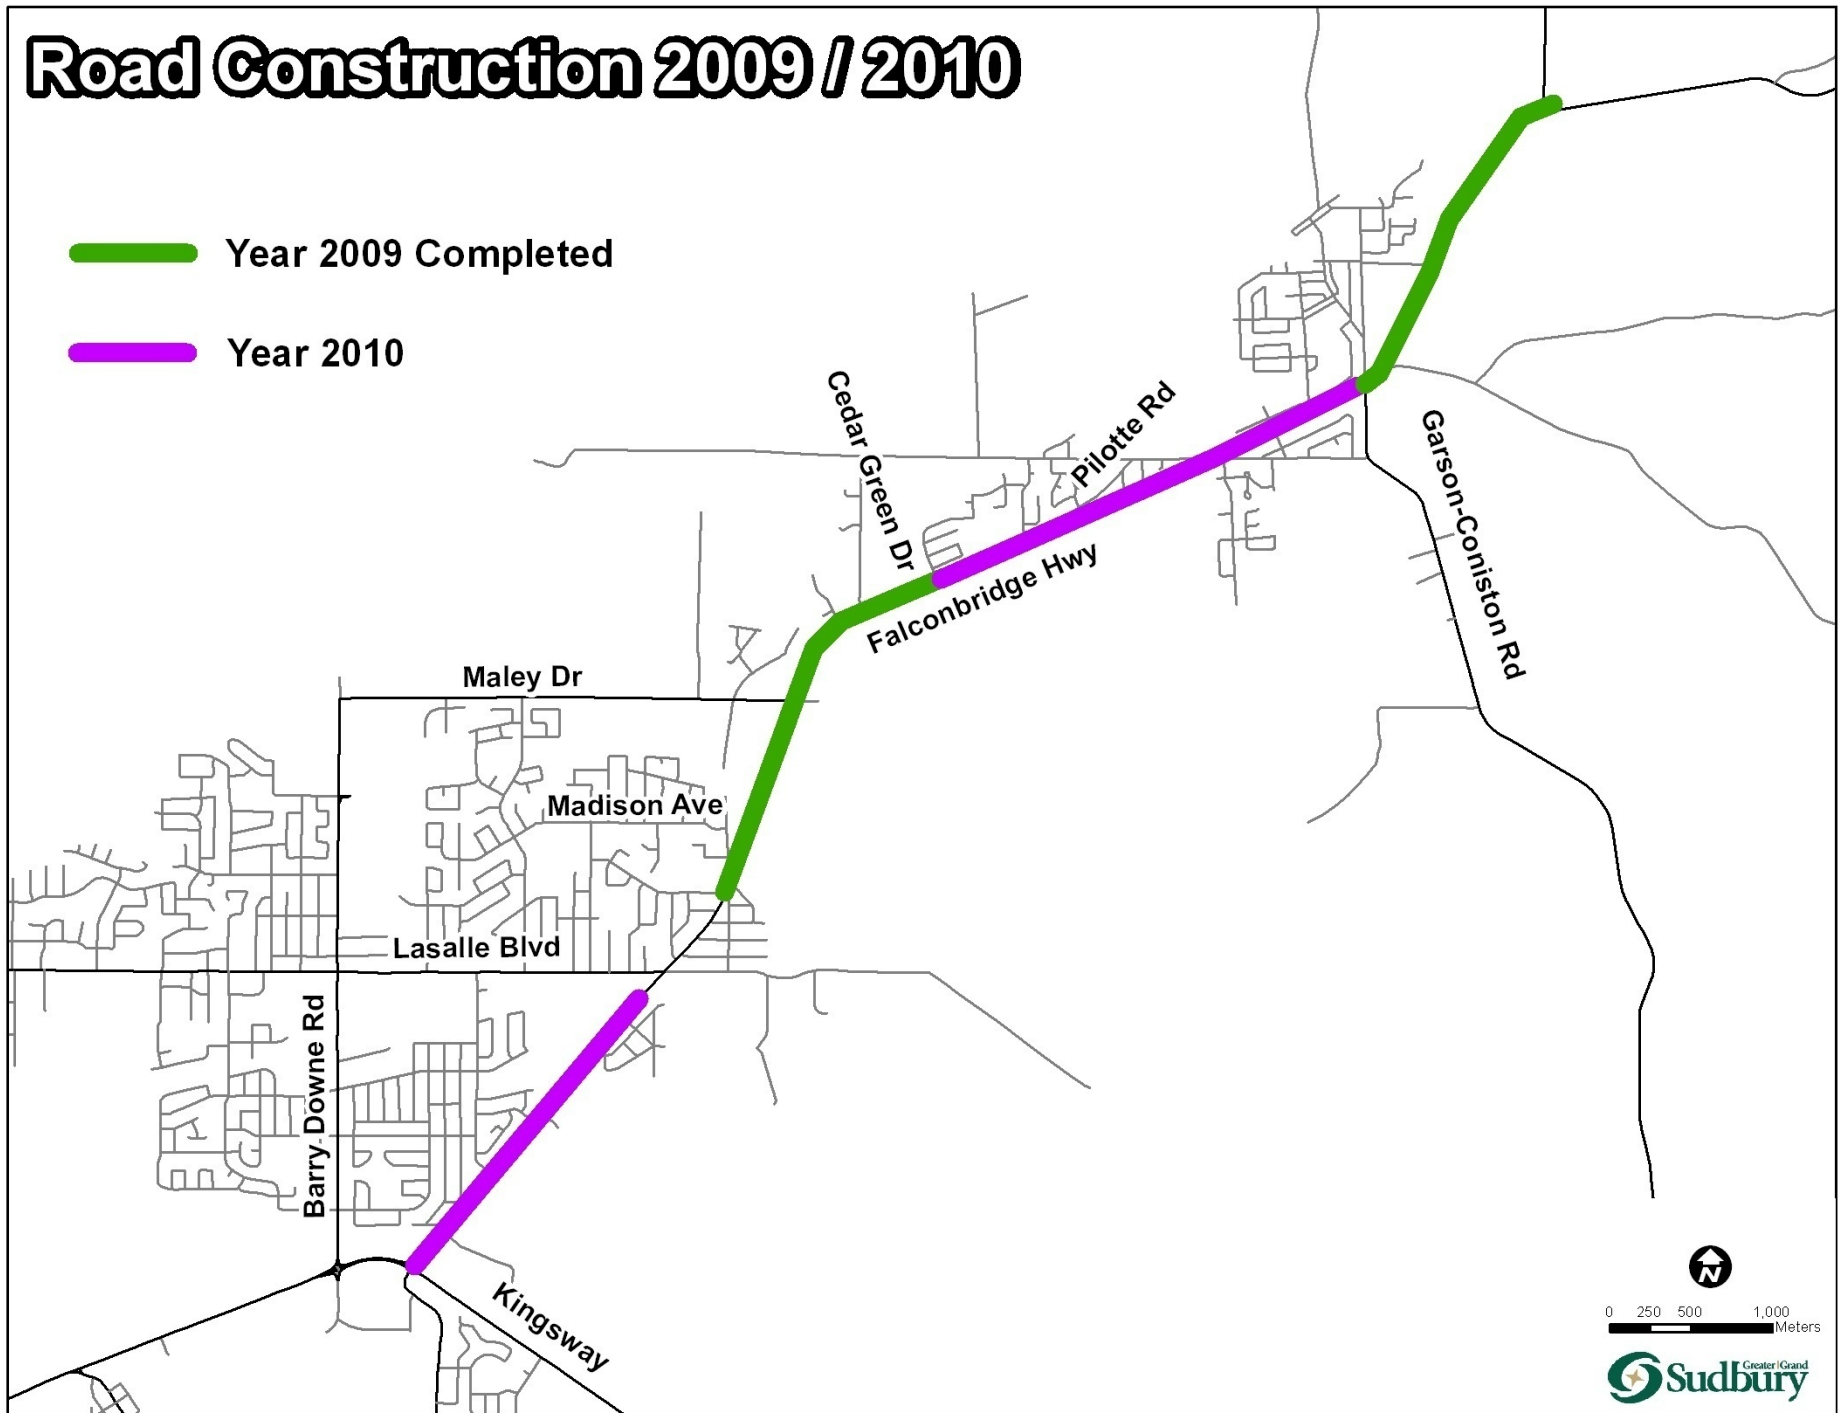 Road Construction 2009 / 2010
Year 2009 Completed
Year 2010
Cedar Green Dr
Pilotte Rd
Garson-Coniston Rd
Falconbridge Hwy
Maley Dr
Madison Ave
Lasalle Blvd
Barry Downe Rd
Kingsway
N
0 250 500 1,000
Meters
Greater|Grand
Sudbury